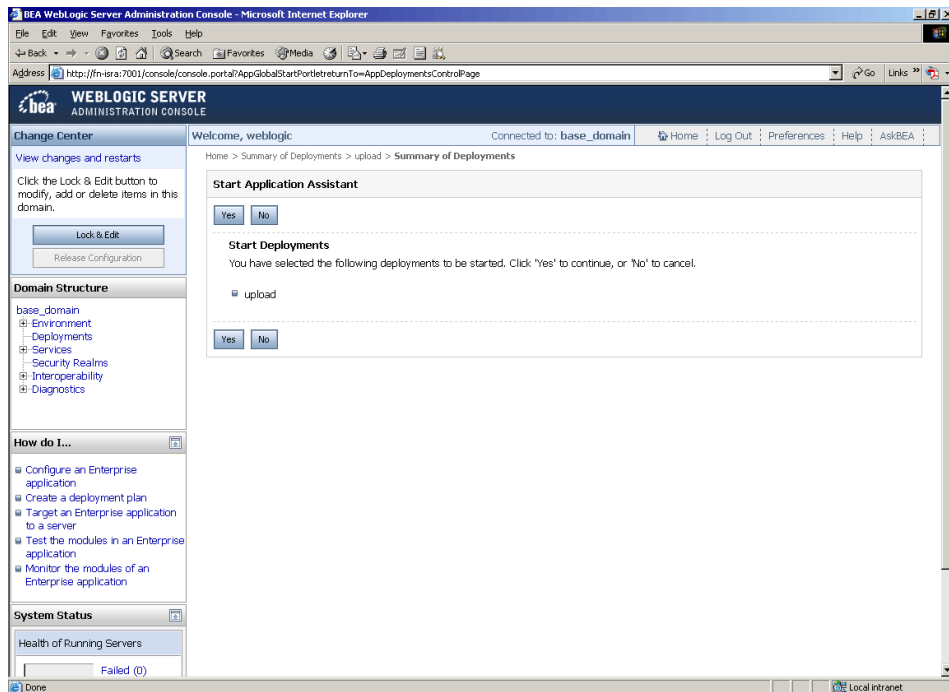 BEA WebLogic Server Administration Console - Microsoft Internet Explorer
File Edit View Favorites Tools Help
Back Search Favorites Media
Address http://fn-isra:7001/console/console.portal?AppGlobalStartPortletreturnTo=AppDeploymentsControlPage Go Links »
bea WEBLOGIC SERVER
ADMINISTRATION CONSOLE
Change Center
Welcome, weblogic Connected to: base_domain Home Log Out Preferences Help AskBEA
View changes and restarts
Home > Summary of Deployments > upload > Summary of Deployments
Click the Lock & Edit button to
modify, add or delete items in this
domain.
Lock & Edit
Release Configuration
Start Application Assistant
Yes No
Start Deployments
You have selected the following deployments to be started. Click 'Yes' to continue, or 'No' to cancel.
upload
Yes No
Domain Structure
base_domain
Environment
Deployments
Services
Security Realms
Interoperability
Diagnostics
How do I...
Configure an Enterprise
application
Create a deployment plan
Target an Enterprise application
to a server
Test the modules in an Enterprise
application
Monitor the modules of an
Enterprise application
System Status
Health of Running Servers
Failed (0)
Done Local intranet